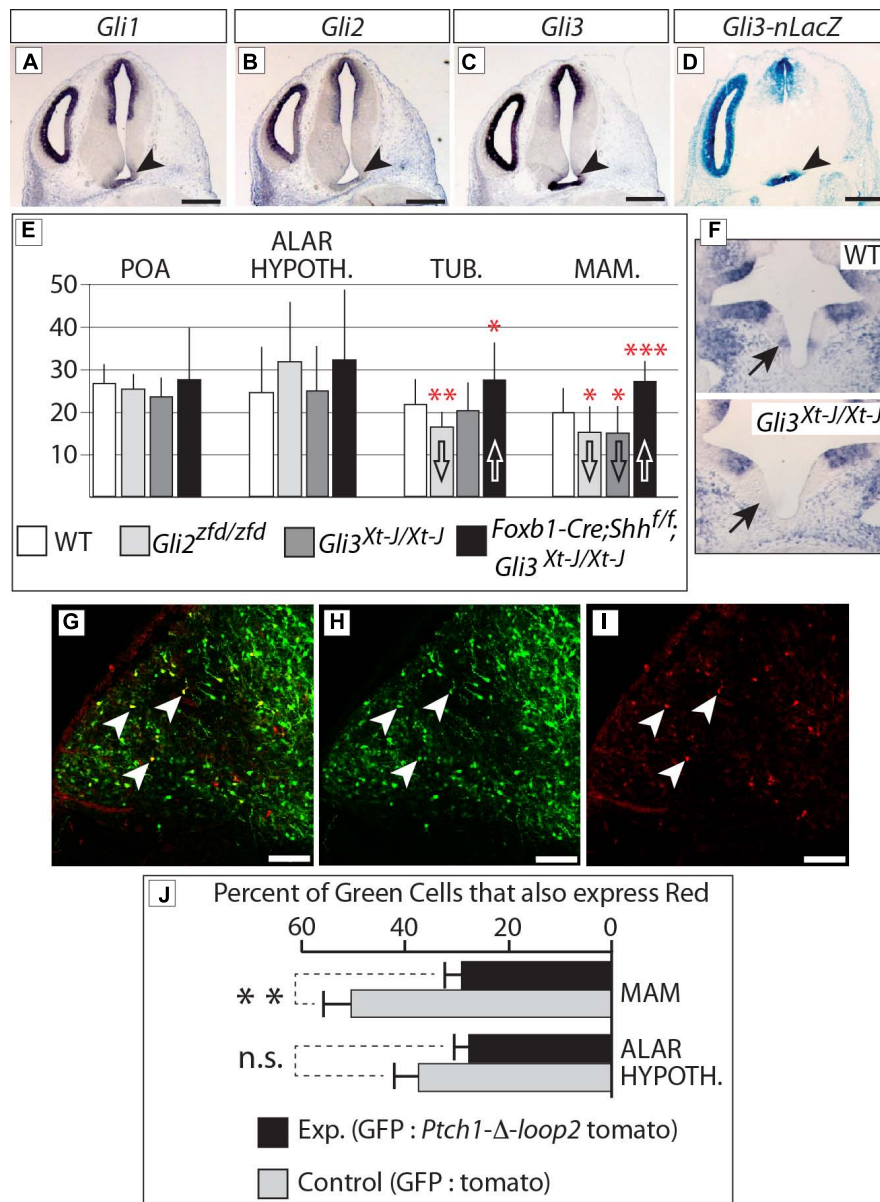 Gli1 Gli2 Gli3 Gli3-nLacZ
A B C D
E
POA ALAR HYPOTH. TUB. MAM.
50
40
30
20
10
** * * * ***
WT Gli2zfd/zfd Gli3Xt-J/Xt-J Foxb1-Cre;Shhf/f;
Gli3Xt-J/Xt-J
F
WT
Gli3Xt-J/Xt-J
G H I
J
Percent of Green Cells that also express Red
60 40 20 0
* * MAM
n.s. ALAR
HYPOTH.
Exp. (GFP : Ptch1-Δ-loop2 tomato)
Control (GFP : tomato)